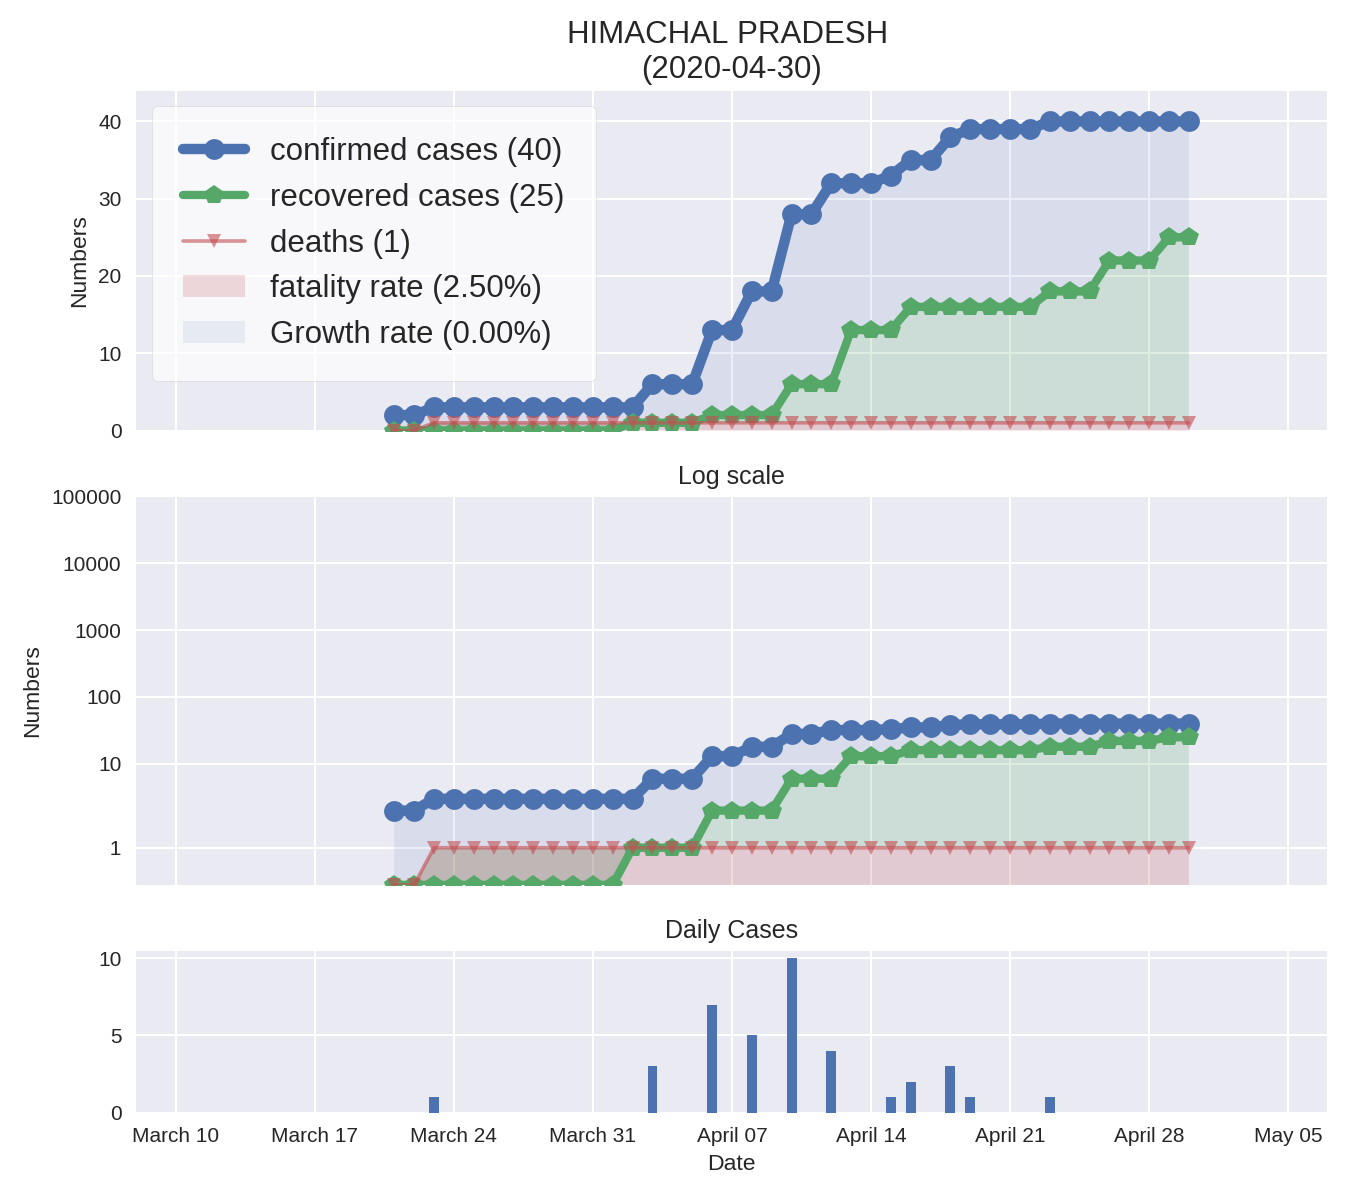 HIMACHAL PRADESH
(2020-04-30)
confirmed cases (40)
recovered cases (25)
deaths (1)
fatality rate (2.50%)
Growth rate (0.00%)
Numbers
40
30
20
10
0
Log scale
Numbers
100000
10000
1000
100
10
1
Daily Cases
10
5
0
March 10 March 17 March 24 March 31 April 07 April 14 April 21 April 28 May 05
Date